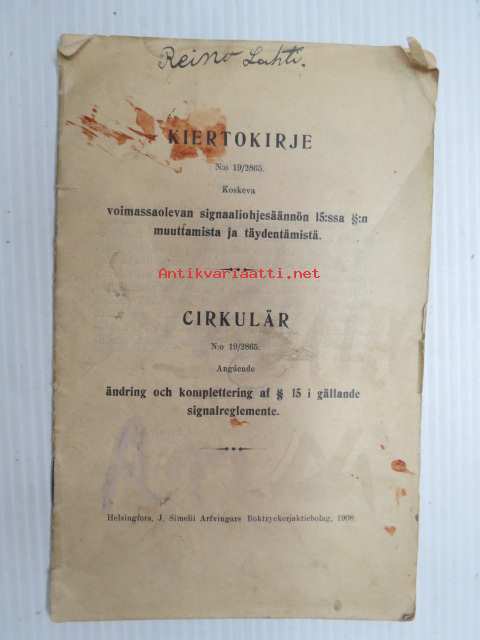 Reino Lahti.
KIERTOKIRJE
N:o 19/2865.
Koskeva
voimassaolevan signaaliohjesäännön 15:ssa §:n
muuttamista ja täydentämistä.
Antikvariaatti.net
CIRKULÄR
N:o 19/2865.
Angående
ändring och komplettering af § 15 i gällande
signalreglemente.
Helsingfors, J. Simelii Arfvingars Boktryckeriaktiebolag, 1908.